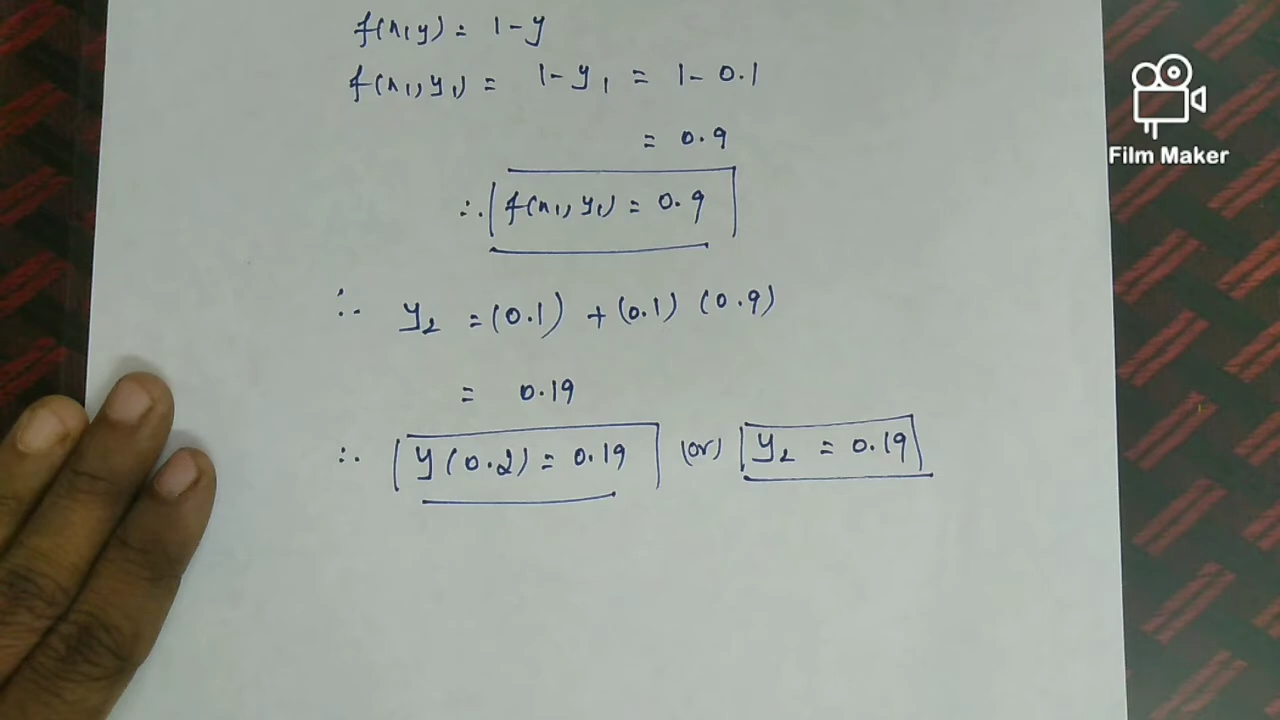 f(x,y) = 1-y
f(x₁,y₁) = 1-y₁ = 1-0.1
= 0.9
∴ f(x₁,y₁) = 0.9
∴ y₂ = (0.1) + (0.1) (0.9)
= 0.19
∴ y(0.2) = 0.19 (or) y₂ = 0.19
Film Maker